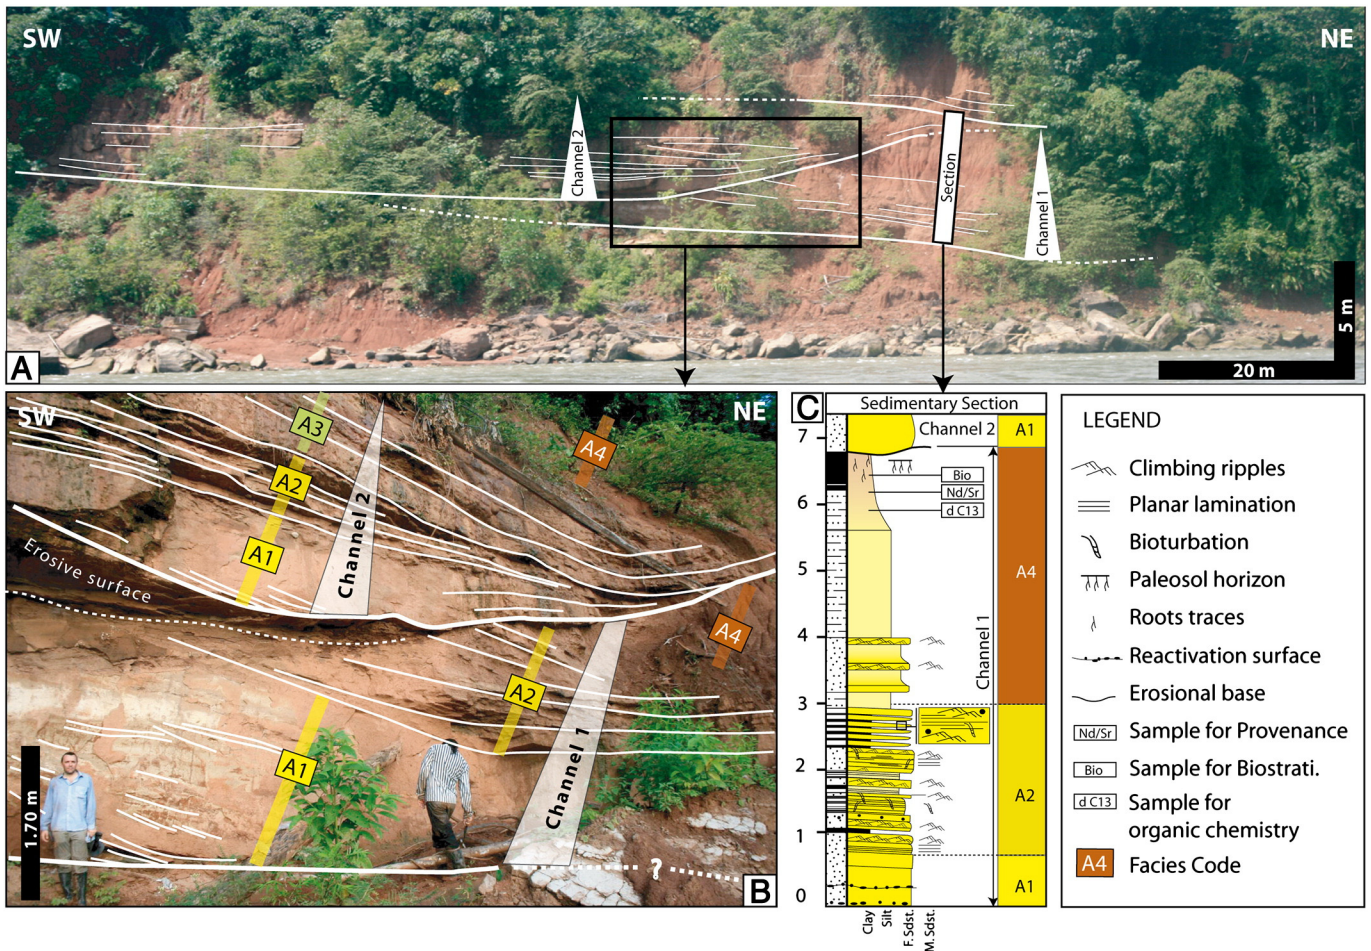 SW
NE
Channel 2
Section
Channel 1
5 m
20 m
A
SW
NE
A3
A4
A2
Channel 2
A1
Erosive surface
A4
A2
Channel 1
A1
1.70 m
?
B
C
Sedimentary Section
7
Channel 2
A1
Bio
Nd/Sr
6
d C13
5
A4
4
Channel 1
3
2
A2
1
A1
0
Clay
Silt
F. Sdst.
M. Sdst.
LEGEND
Climbing ripples
Planar lamination
Bioturbation
Paleosol horizon
Roots traces
Reactivation surface
Erosional base
Nd/Sr Sample for Provenance
Bio Sample for Biostrati.
d C13 Sample for
organic chemistry
A4 Facies Code